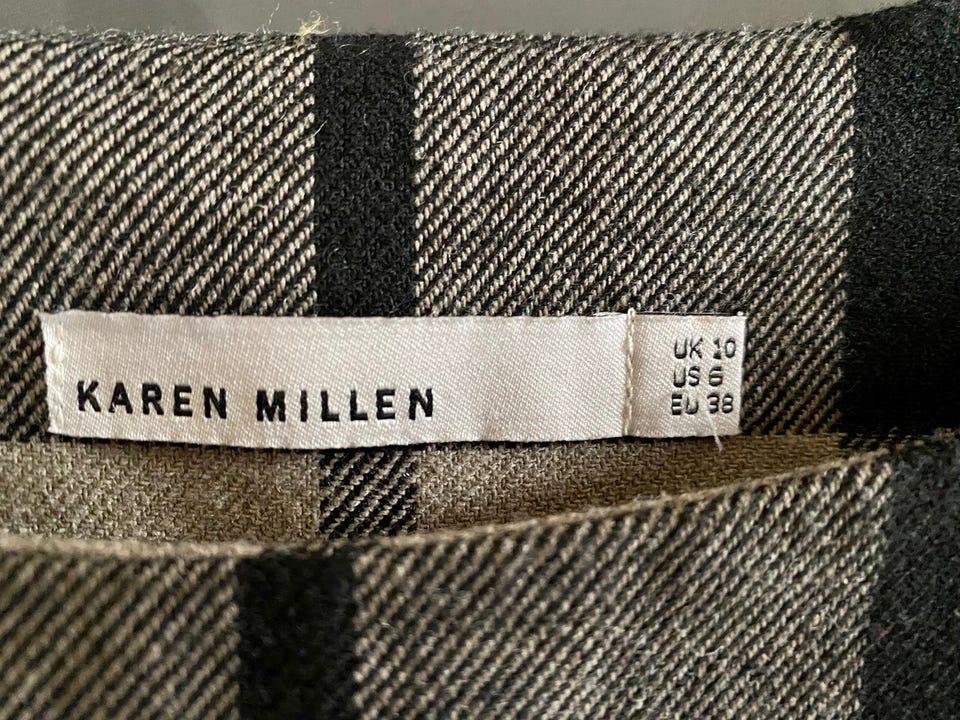 KAREN MILLEN
UK 10
US 6
EU 38